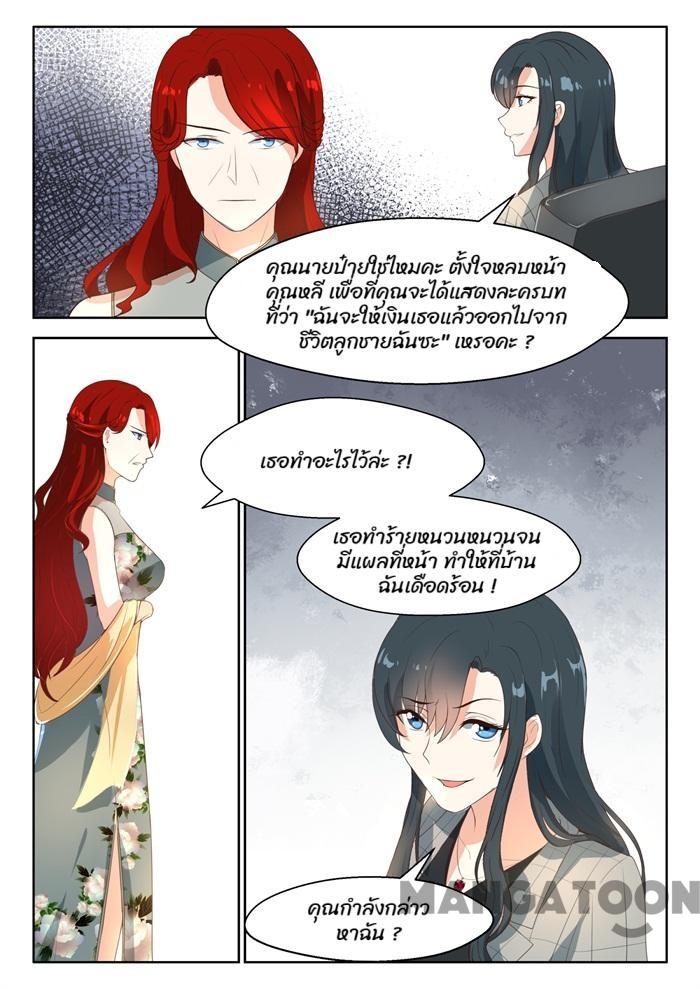 คุณนายป๋ายใช่ไหมคะ ตั้งใจหลบหน้า
คุณหลี เพื่อที่คุณจะได้แสดงละครบท
ที่ว่า "ฉันจะให้เงินเธอแล้วออกไปจาก
ชีวิตลูกชายฉันซะ" เหรอคะ ?
เธอทำอะไรไว้ล่ะ ?!
เธอทำร้ายหนวนหนวนจน
มีแผลที่หน้า ทำให้ที่บ้าน
ฉันเดือดร้อน !
คุณกำลังกล่าว
หาฉัน ?
MANGATOON